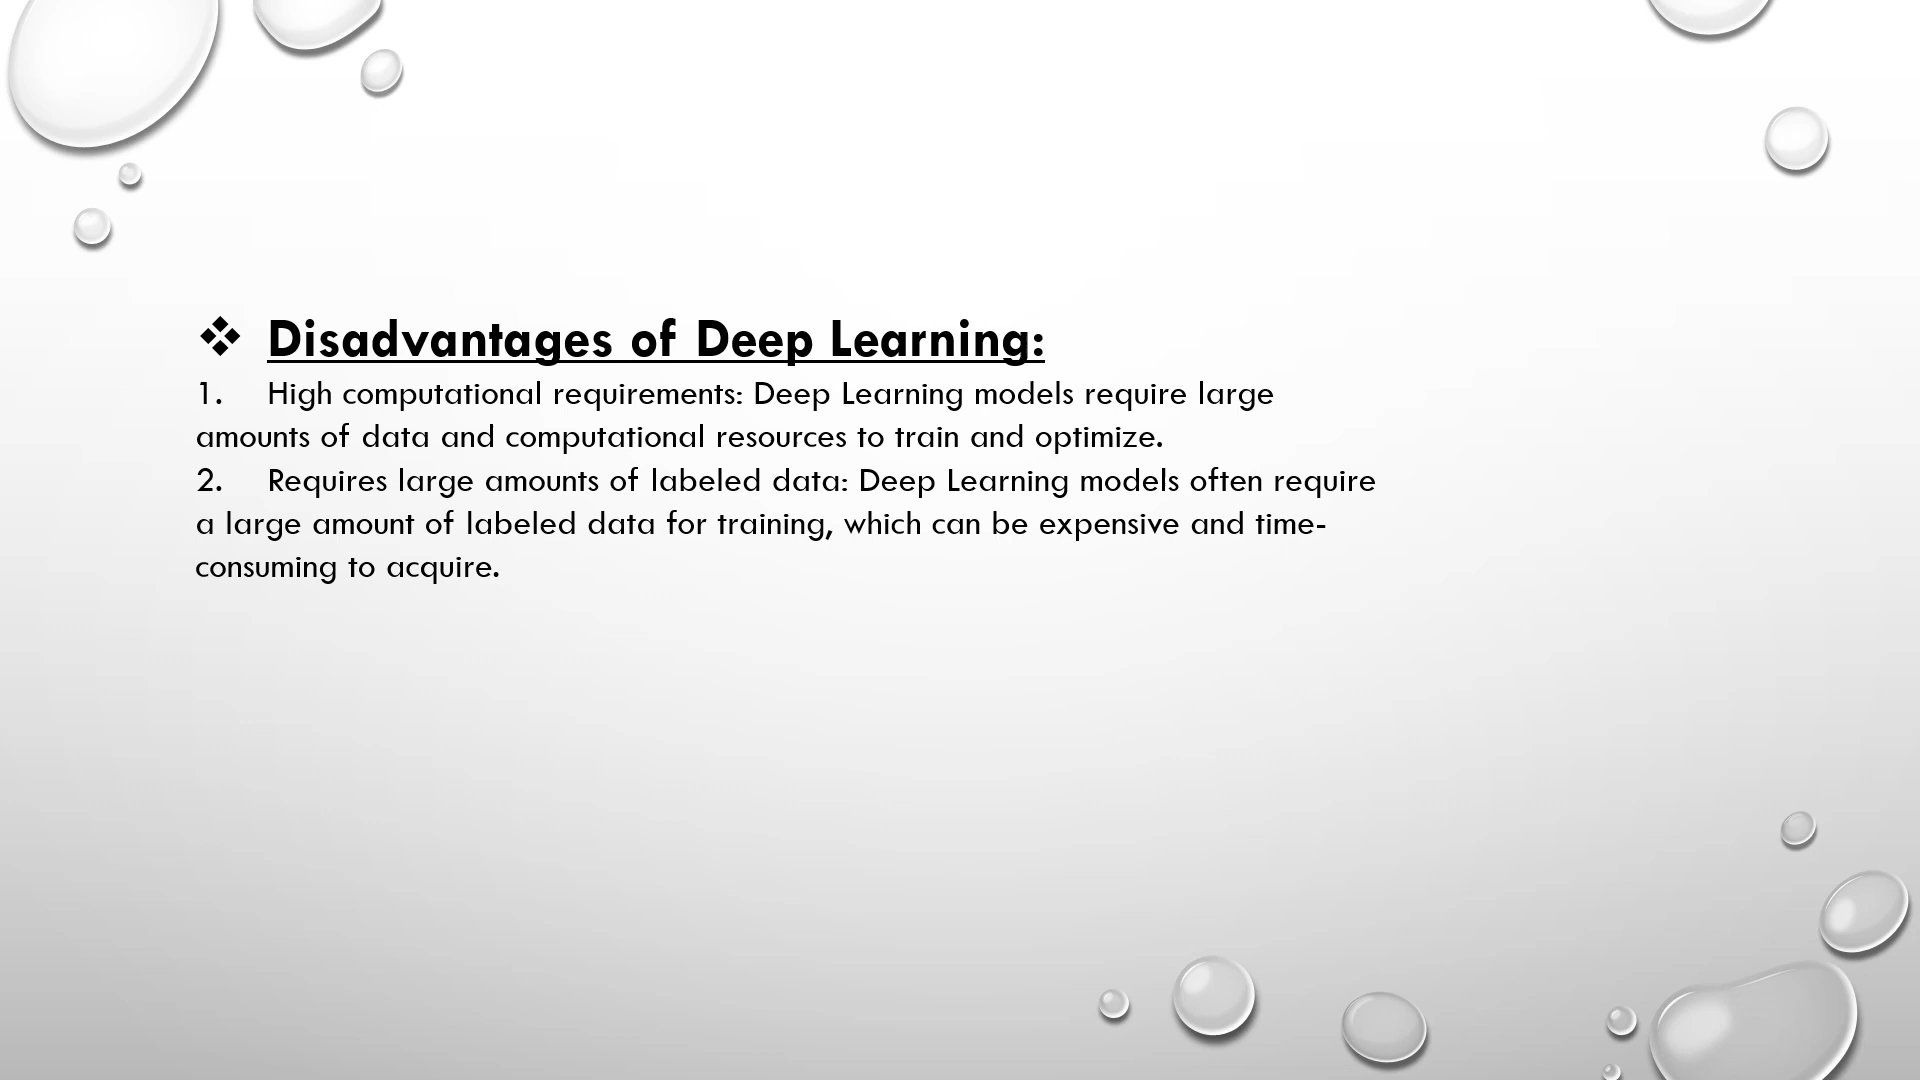 ❖ Disadvantages of Deep Learning:
1. High computational requirements: Deep Learning models require large
amounts of data and computational resources to train and optimize.
2. Requires large amounts of labeled data: Deep Learning models often require
a large amount of labeled data for training, which can be expensive and time-
consuming to acquire.